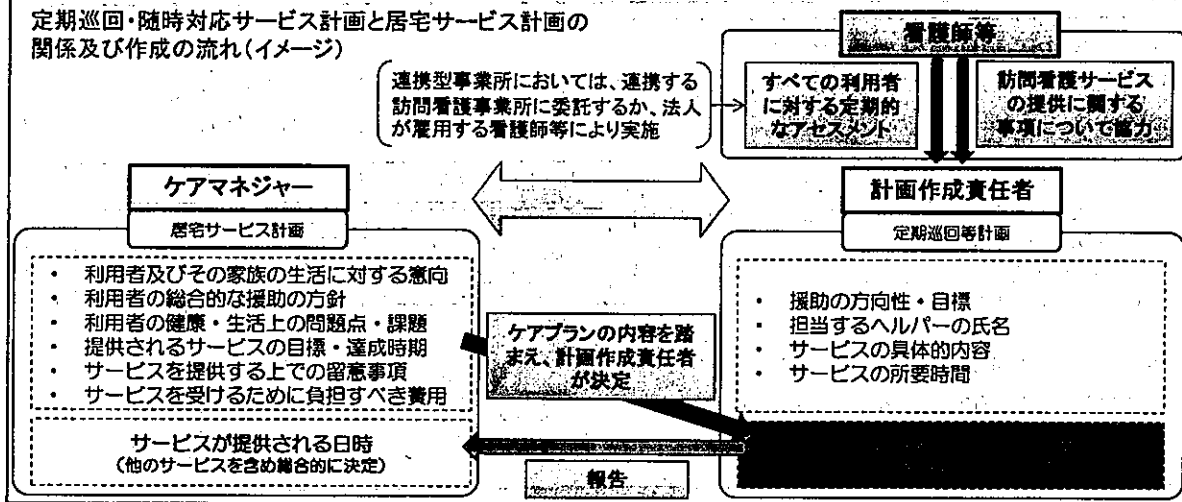 定期巡回・随時対応サービス計画と居宅サービス計画の
関係及び作成の流れ(イメージ)
看護師等
連携型事業所においては、連携する
訪問看護事業所に委託するか、法人
が雇用する看護師等により実施
すべての利用者
に対する定期的
なアセスメント
訪問看護サービス
の提供に関する
事項について協力
ケアマネジャー
居宅サービス計画
計画作成責任者
定期巡回等計画
・ 利用者及びその家族の生活に対する意向
・ 利用者の総合的な援助の方針
・ 利用者の健康・生活上の問題点・課題
・ 提供されるサービスの目標・達成時期
・ サービスを提供する上での留意事項
・ サービスを受けるために負担すべき費用
ケアプランの内容を踏
まえ、計画作成責任者
が決定
・ 援助の方向性・目標
・ 担当するヘルパーの氏名
・ サービスの具体的内容
・ サービスの所要時間
サービスが提供される日時
(他のサービスを含め総合的に決定)
報告